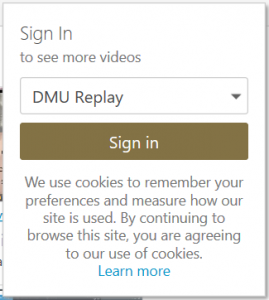 Sign In
to see more videos
DMU Replay
Sign in
We use cookies to remember your
preferences and measure how our
site is used. By continuing to
browse this site, you are agreeing
to our use of cookies.
Learn more